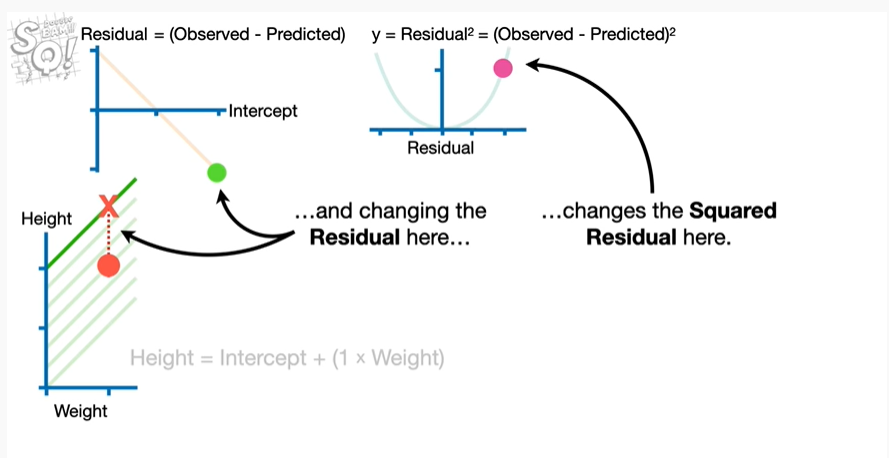 StatQuest!
Residual = (Observed - Predicted)
y = Residual² = (Observed - Predicted)²
Intercept
Residual
Height
...and changing the
Residual here...
...changes the Squared
Residual here.
Height = Intercept + (1 × Weight)
Weight